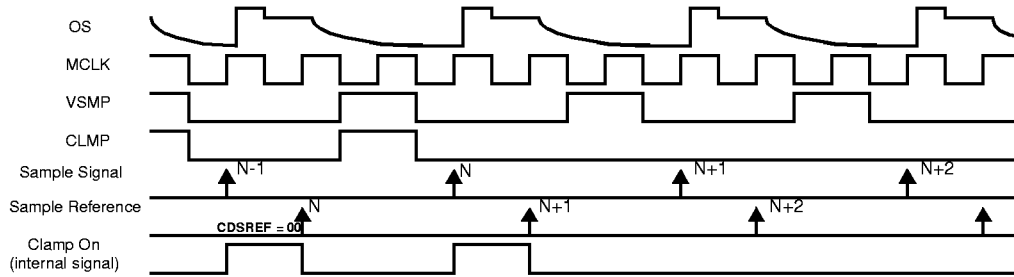 OS
MCLK
VSMP
CLMP
Sample Signal N-1 N N+1 N+2
Sample Reference N N+1 N+2
CDSREF = 00
Clamp On
(internal signal)